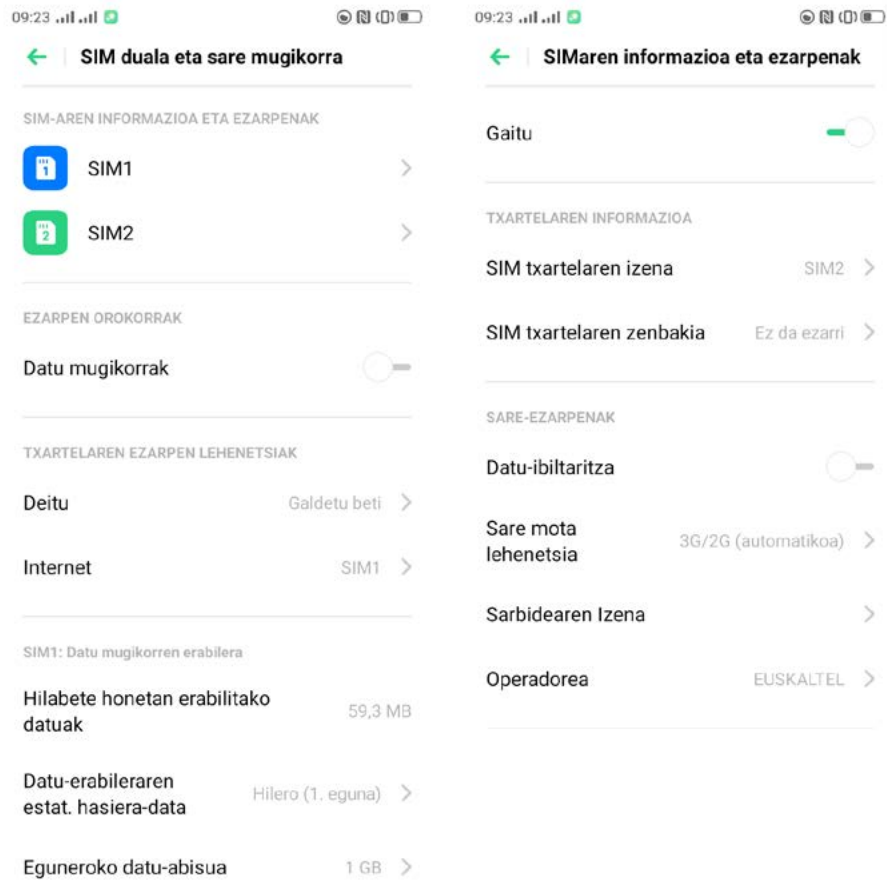 09:23
SIM duala eta sare mugikorra
SIM-AREN INFORMAZIOA ETA EZARPENAK
1 SIM1
2 SIM2
EZARPEN OROKORRAK
Datu mugikorrak
TXARTELAREN EZARPEN LEHENETSIAK
Deitu Galdetu beti
Internet SIM1
SIM1: Datu mugikorren erabilera
Hilabete honetan erabilitako
datuak 59,3 MB
Datu-erabileraren
estat. hasiera-data Hilero (1. eguna)
Eguneroko datu-abisua 1 GB
09:23
SIMaren informazioa eta ezarpenak
Gaitu
TXARTELAREN INFORMAZIOA
SIM txartelaren izena SIM2
SIM txartelaren zenbakia Ez da ezarri
SARE-EZARPENAK
Datu-ibiltaritza
Sare mota
lehenetsia 3G/2G (automatikoa)
Sarbidearen Izena
Operadorea EUSKALTEL